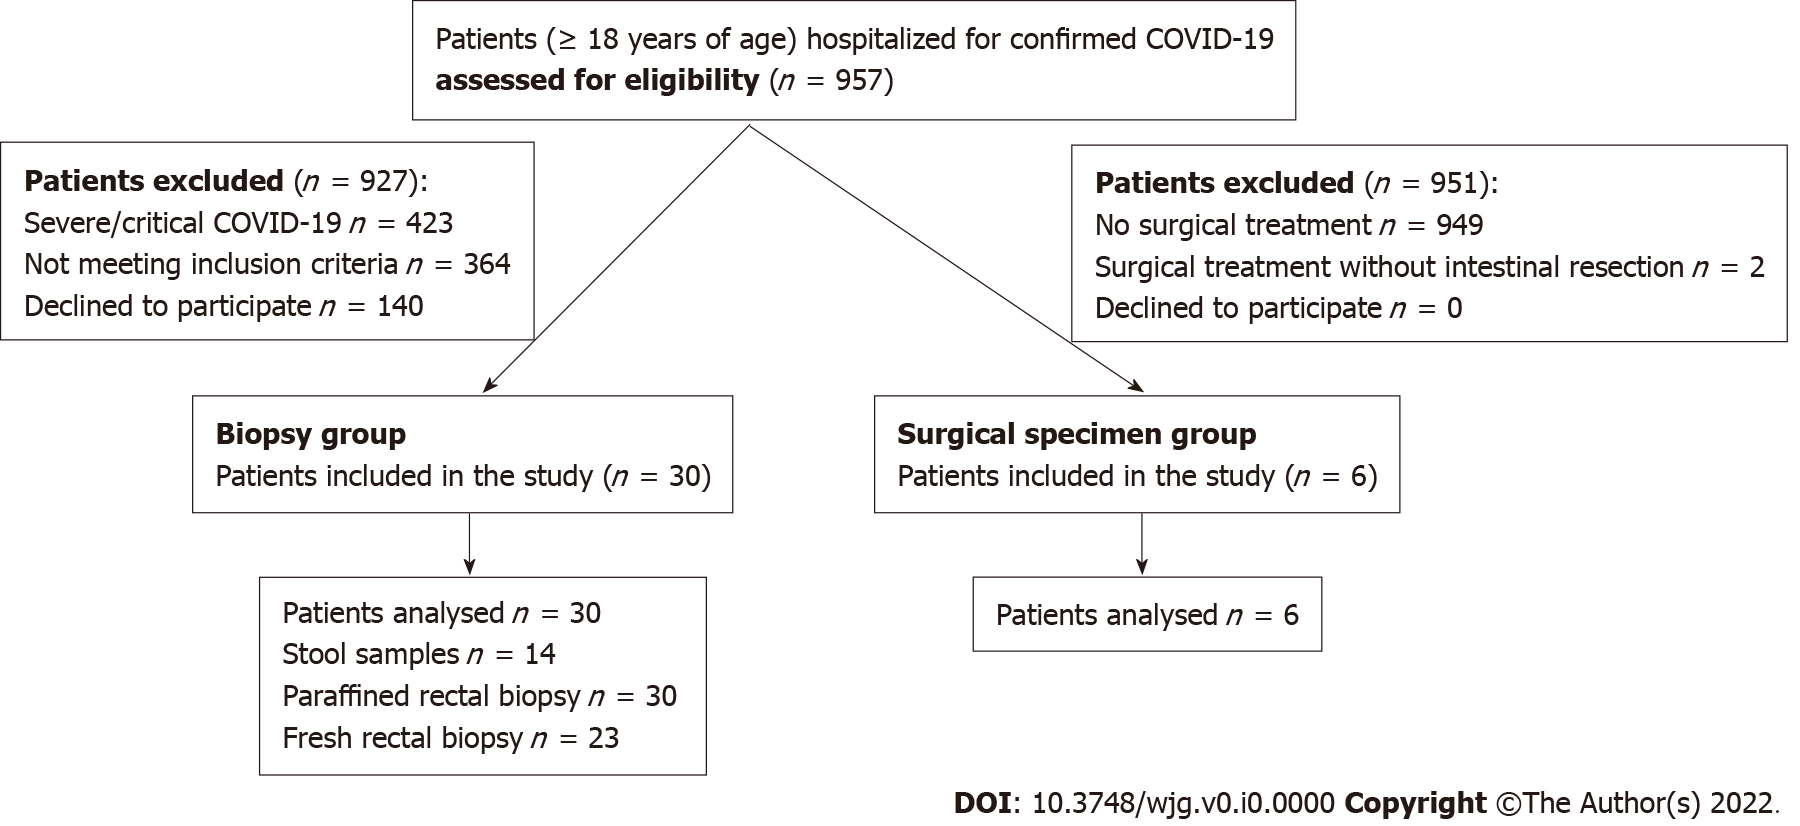 Patients (≥ 18 years of age) hospitalized for confirmed COVID-19
assessed for eligibility (n = 957)
Patients excluded (n = 927):
Severe/critical COVID-19 n = 423
Not meeting inclusion criteria n = 364
Declined to participate n = 140
Patients excluded (n = 951):
No surgical treatment n = 949
Surgical treatment without intestinal resection n = 2
Declined to participate n = 0
Biopsy group
Patients included in the study (n = 30)
Surgical specimen group
Patients included in the study (n = 6)
Patients analysed n = 30
Stool samples n = 14
Paraffined rectal biopsy n = 30
Fresh rectal biopsy n = 23
Patients analysed n = 6
DOI: 10.3748/wjg.v0.i0.0000 Copyright ©The Author(s) 2022.